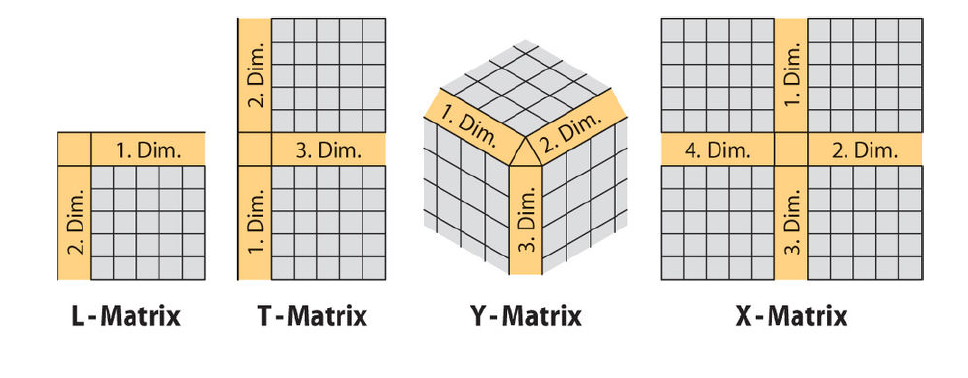 1. Dim.
2. Dim.
L-Matrix
2. Dim.
3. Dim.
1. Dim.
T-Matrix
1. Dim.
2. Dim.
3. Dim.
Y-Matrix
1. Dim.
4. Dim.
2. Dim.
3. Dim.
X-Matrix